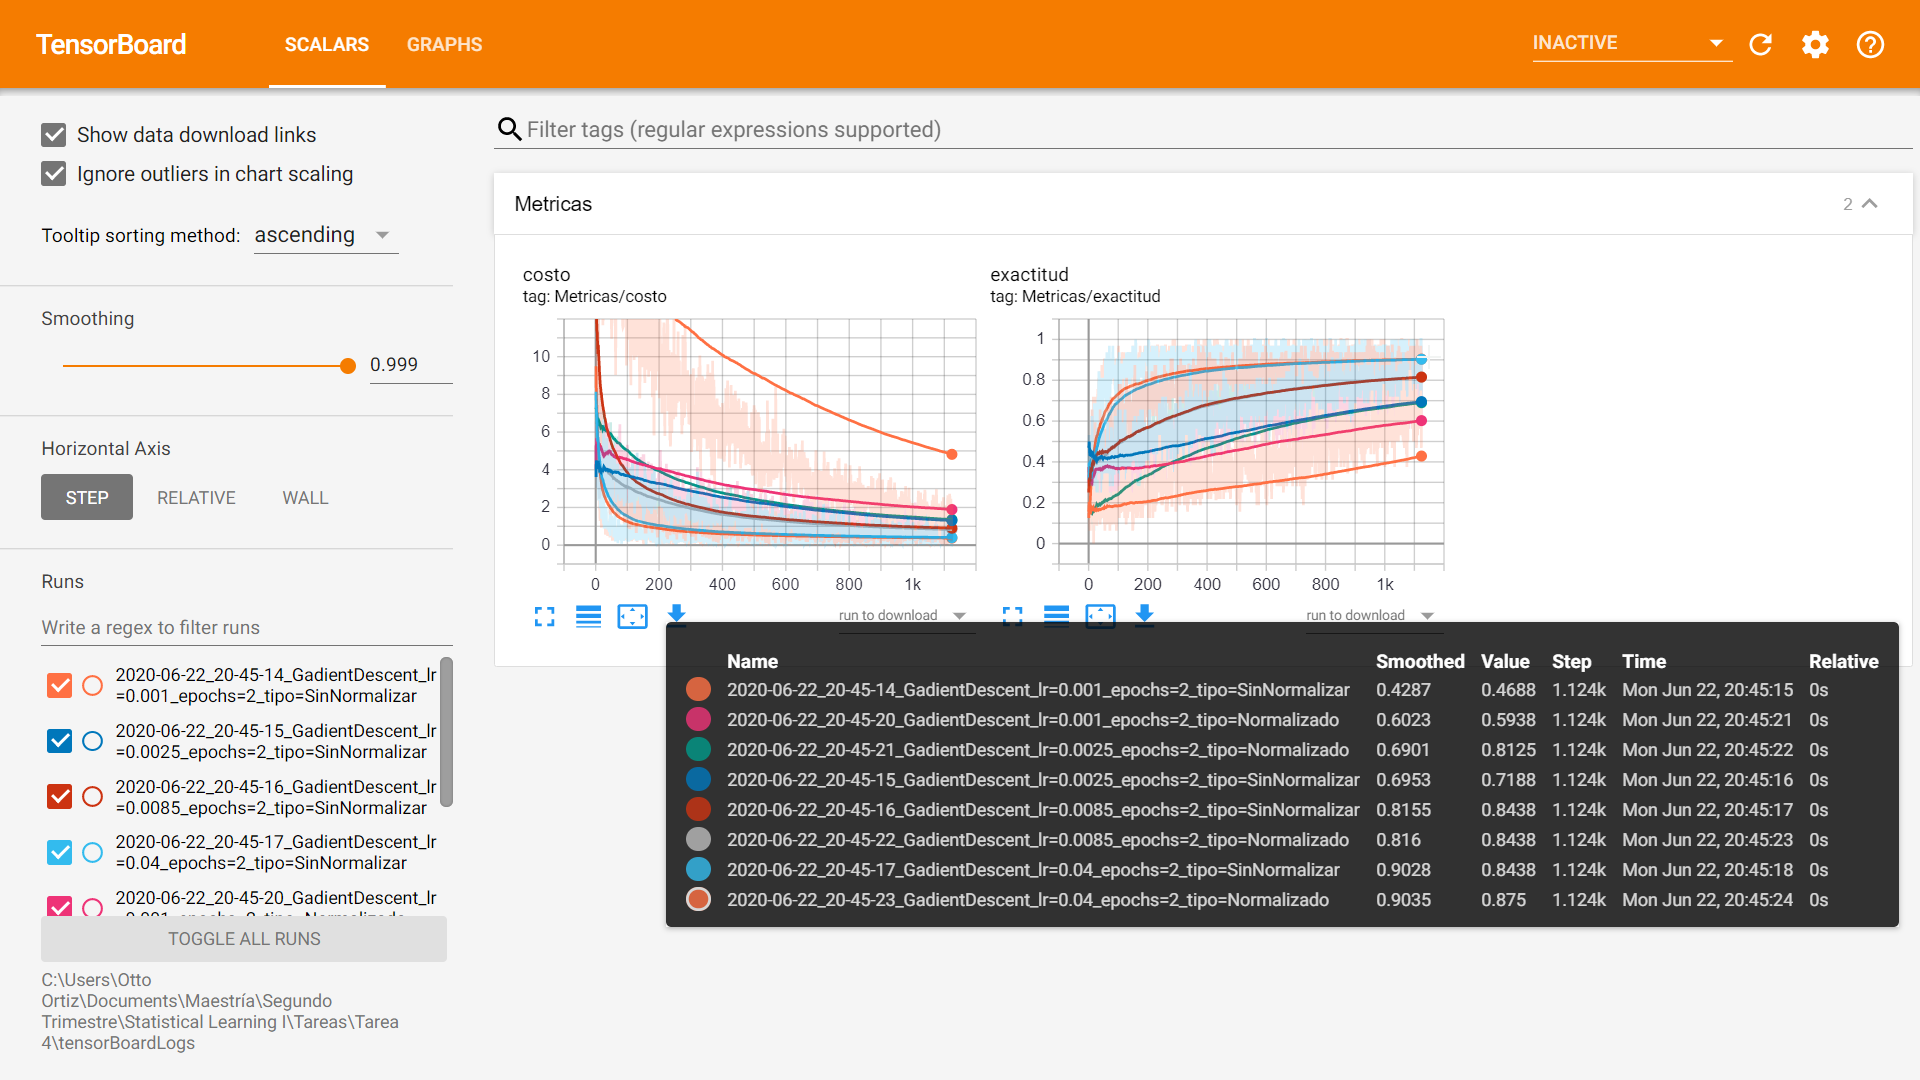 TensorBoard
SCALARS
GRAPHS
INACTIVE
Show data download links
Ignore outliers in chart scaling
Tooltip sorting method: ascending
Smoothing
0.999
Horizontal Axis
STEP
RELATIVE
WALL
Runs
Write a regex to filter runs
2020-06-22_20-45-14_GadientDescent_lr
=0.001_epochs=2_tipo=SinNormalizar
2020-06-22_20-45-15_GadientDescent_lr
=0.0025_epochs=2_tipo=SinNormalizar
2020-06-22_20-45-16_GadientDescent_lr
=0.0085_epochs=2_tipo=SinNormalizar
2020-06-22_20-45-17_GadientDescent_lr
=0.04_epochs=2_tipo=SinNormalizar
2020-06-22_20-45-20_GadientDescent_lr
TOGGLE ALL RUNS
C:\Users\Otto
Ortiz\Documents\Maestría\Segundo
Trimestre\Statistical Learning I\Tareas\Tarea
4\tensorBoardLogs
Filter tags (regular expressions supported)
Metricas
2
costo
tag: Metricas/costo
10
8
6
4
2
0
0 200 400 600 800 1k
run to download
exactitud
tag: Metricas/exactitud
1
0.8
0.6
0.4
0.2
0
0 200 400 600 800 1k
run to download
Name Smoothed Value Step Time Relative
2020-06-22_20-45-14_GadientDescent_lr=0.001_epochs=2_tipo=SinNormalizar 0.4287 0.4688 1.124k Mon Jun 22, 20:45:15 0s
2020-06-22_20-45-20_GadientDescent_lr=0.001_epochs=2_tipo=Normalizado 0.6023 0.5938 1.124k Mon Jun 22, 20:45:21 0s
2020-06-22_20-45-21_GadientDescent_lr=0.0025_epochs=2_tipo=Normalizado 0.6901 0.8125 1.124k Mon Jun 22, 20:45:22 0s
2020-06-22_20-45-15_GadientDescent_lr=0.0025_epochs=2_tipo=SinNormalizar 0.6953 0.7188 1.124k Mon Jun 22, 20:45:16 0s
2020-06-22_20-45-16_GadientDescent_lr=0.0085_epochs=2_tipo=SinNormalizar 0.8155 0.8438 1.124k Mon Jun 22, 20:45:17 0s
2020-06-22_20-45-22_GadientDescent_lr=0.0085_epochs=2_tipo=Normalizado 0.816 0.8438 1.124k Mon Jun 22, 20:45:23 0s
2020-06-22_20-45-17_GadientDescent_lr=0.04_epochs=2_tipo=SinNormalizar 0.9028 0.8438 1.124k Mon Jun 22, 20:45:18 0s
2020-06-22_20-45-23_GadientDescent_lr=0.04_epochs=2_tipo=Normalizado 0.9035 0.875 1.124k Mon Jun 22, 20:45:24 0s